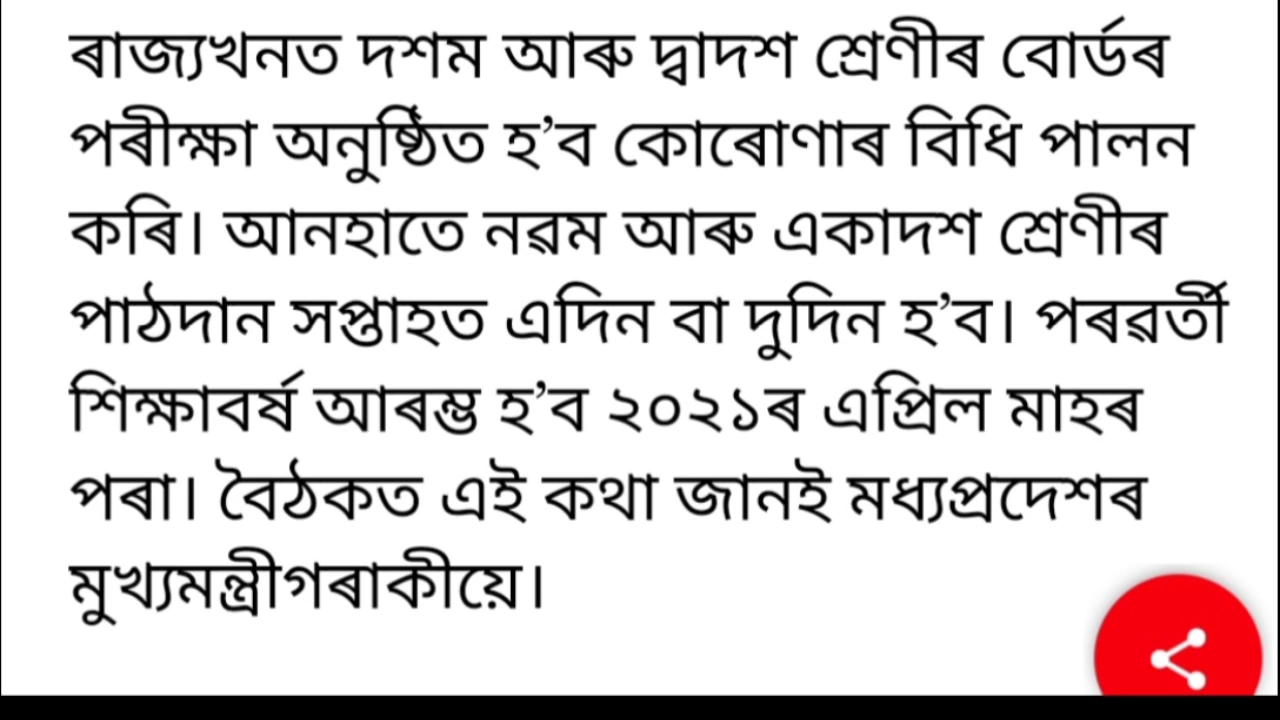 ৰাজ্যখনত দশম আৰু দ্বাদশ শ্ৰেণীৰ বোৰ্ডৰ
পৰীক্ষা অনুষ্ঠিত হ’ব কোৰোণাৰ বিধি পালন
কৰি। আনহাতে নৱম আৰু একাদশ শ্ৰেণীৰ
পাঠদান সপ্তাহত এদিন বা দুদিন হ’ব। পৰৱৰ্তী
শিক্ষাবৰ্ষ আৰম্ভ হ’ব ২০২১ৰ এপ্ৰিল মাহৰ
পৰা। বৈঠকত এই কথা জানই মধ্যপ্ৰদেশৰ
মুখ্যমন্ত্ৰীগৰাকীয়ে।